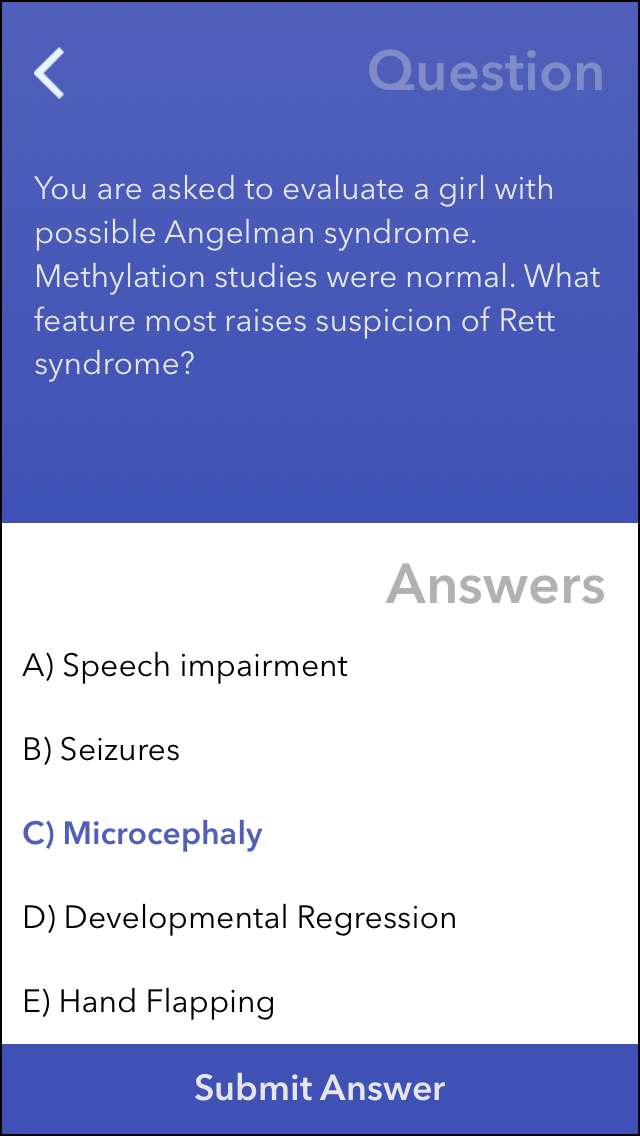 Question
You are asked to evaluate a girl with
possible Angelman syndrome.
Methylation studies were normal. What
feature most raises suspicion of Rett
syndrome?
Answers
A) Speech impairment
B) Seizures
C) Microcephaly
D) Developmental Regression
E) Hand Flapping
Submit Answer